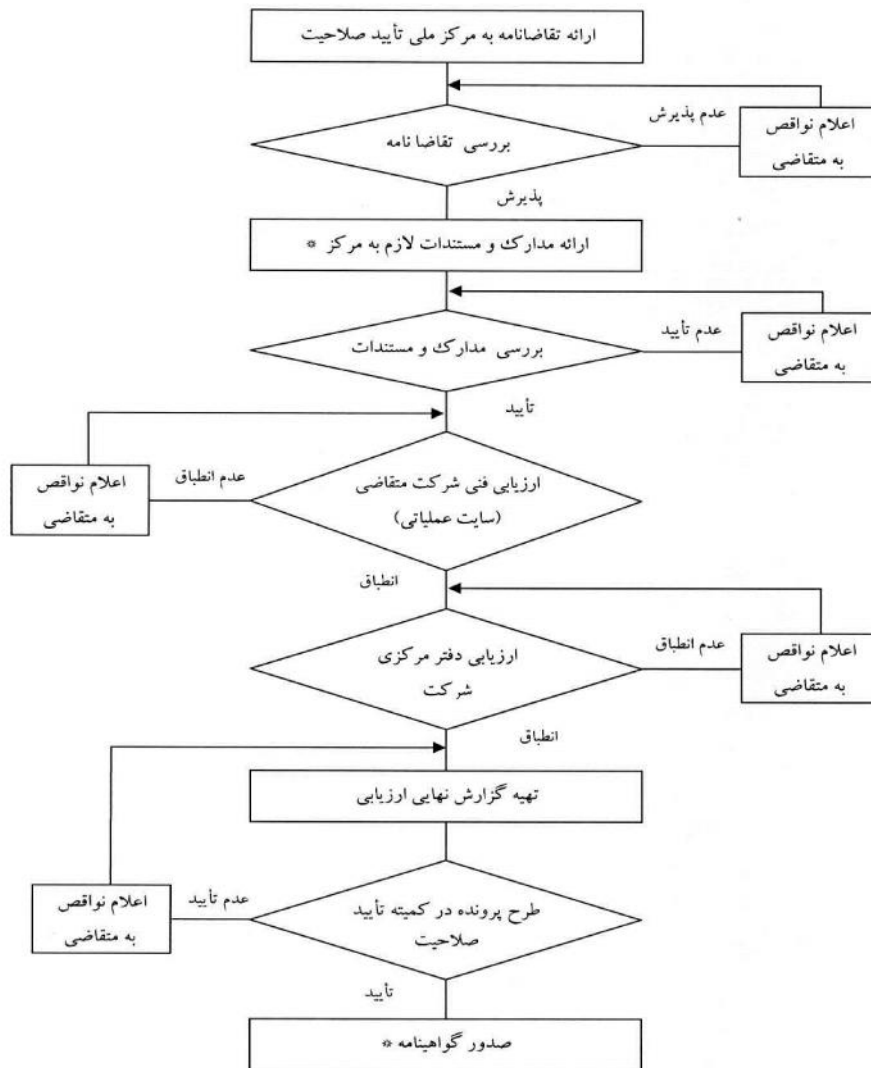 ارائه تقاضانامه به مرکز ملی تأیید صلاحیت
بررسی تقاضا نامه
عدم پذیرش
اعلام نواقص
به متقاضی
پذیرش
ارائه مدارک و مستندات لازم به مرکز *
بررسی مدارک و مستندات
عدم تأیید
اعلام نواقص
به متقاضی
تأیید
ارزیابی فنی شرکت متقاضی
(سایت عملیاتی)
عدم انطباق
اعلام نواقص
به متقاضی
انطباق
ارزیابی دفتر مرکزی
شرکت
عدم انطباق
اعلام نواقص
به متقاضی
انطباق
تهیه گزارش نهایی ارزیابی
طرح پرونده در کمیته تأیید
صلاحیت
عدم تأیید
اعلام نواقص
به متقاضی
تأیید
صدور گواهینامه *